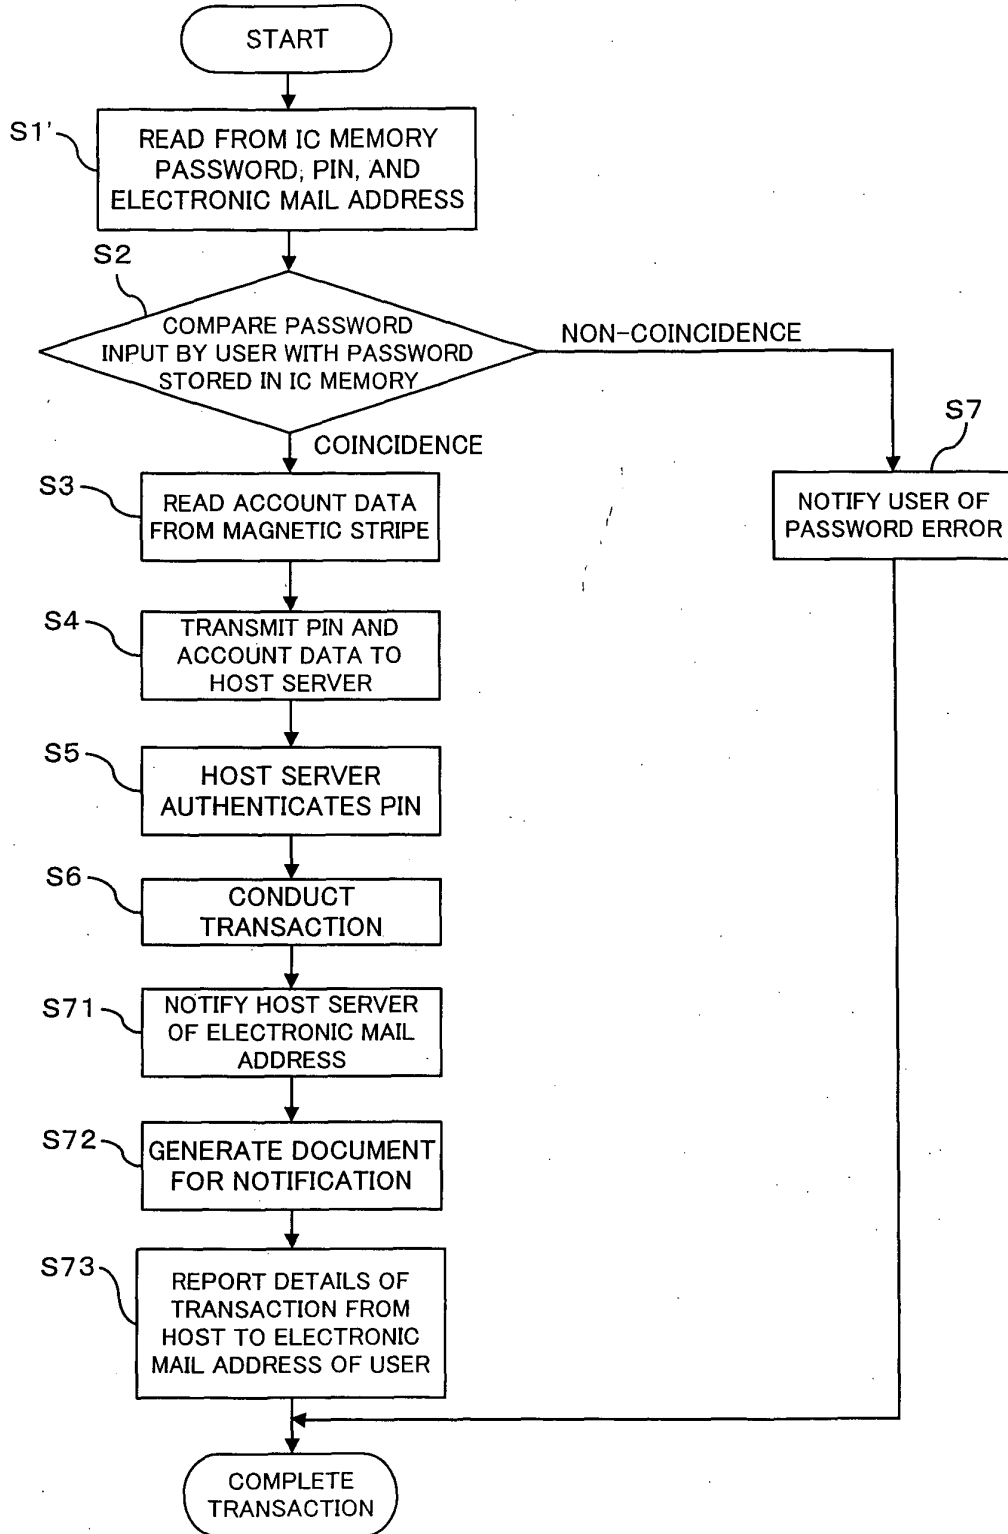 START
S1'
READ FROM IC MEMORY
PASSWORD, PIN, AND
ELECTRONIC MAIL ADDRESS
S2
COMPARE PASSWORD
INPUT BY USER WITH PASSWORD
STORED IN IC MEMORY
NON-COINCIDENCE
COINCIDENCE
S7
NOTIFY USER OF
PASSWORD ERROR
S3
READ ACCOUNT DATA
FROM MAGNETIC STRIPE
S4
TRANSMIT PIN AND
ACCOUNT DATA TO
HOST SERVER
S5
HOST SERVER
AUTHENTICATES PIN
S6
CONDUCT
TRANSACTION
S71
NOTIFY HOST SERVER
OF ELECTRONIC MAIL
ADDRESS
S72
GENERATE DOCUMENT
FOR NOTIFICATION
S73
REPORT DETAILS OF
TRANSACTION FROM
HOST TO ELECTRONIC
MAIL ADDRESS OF USER
COMPLETE
TRANSACTION